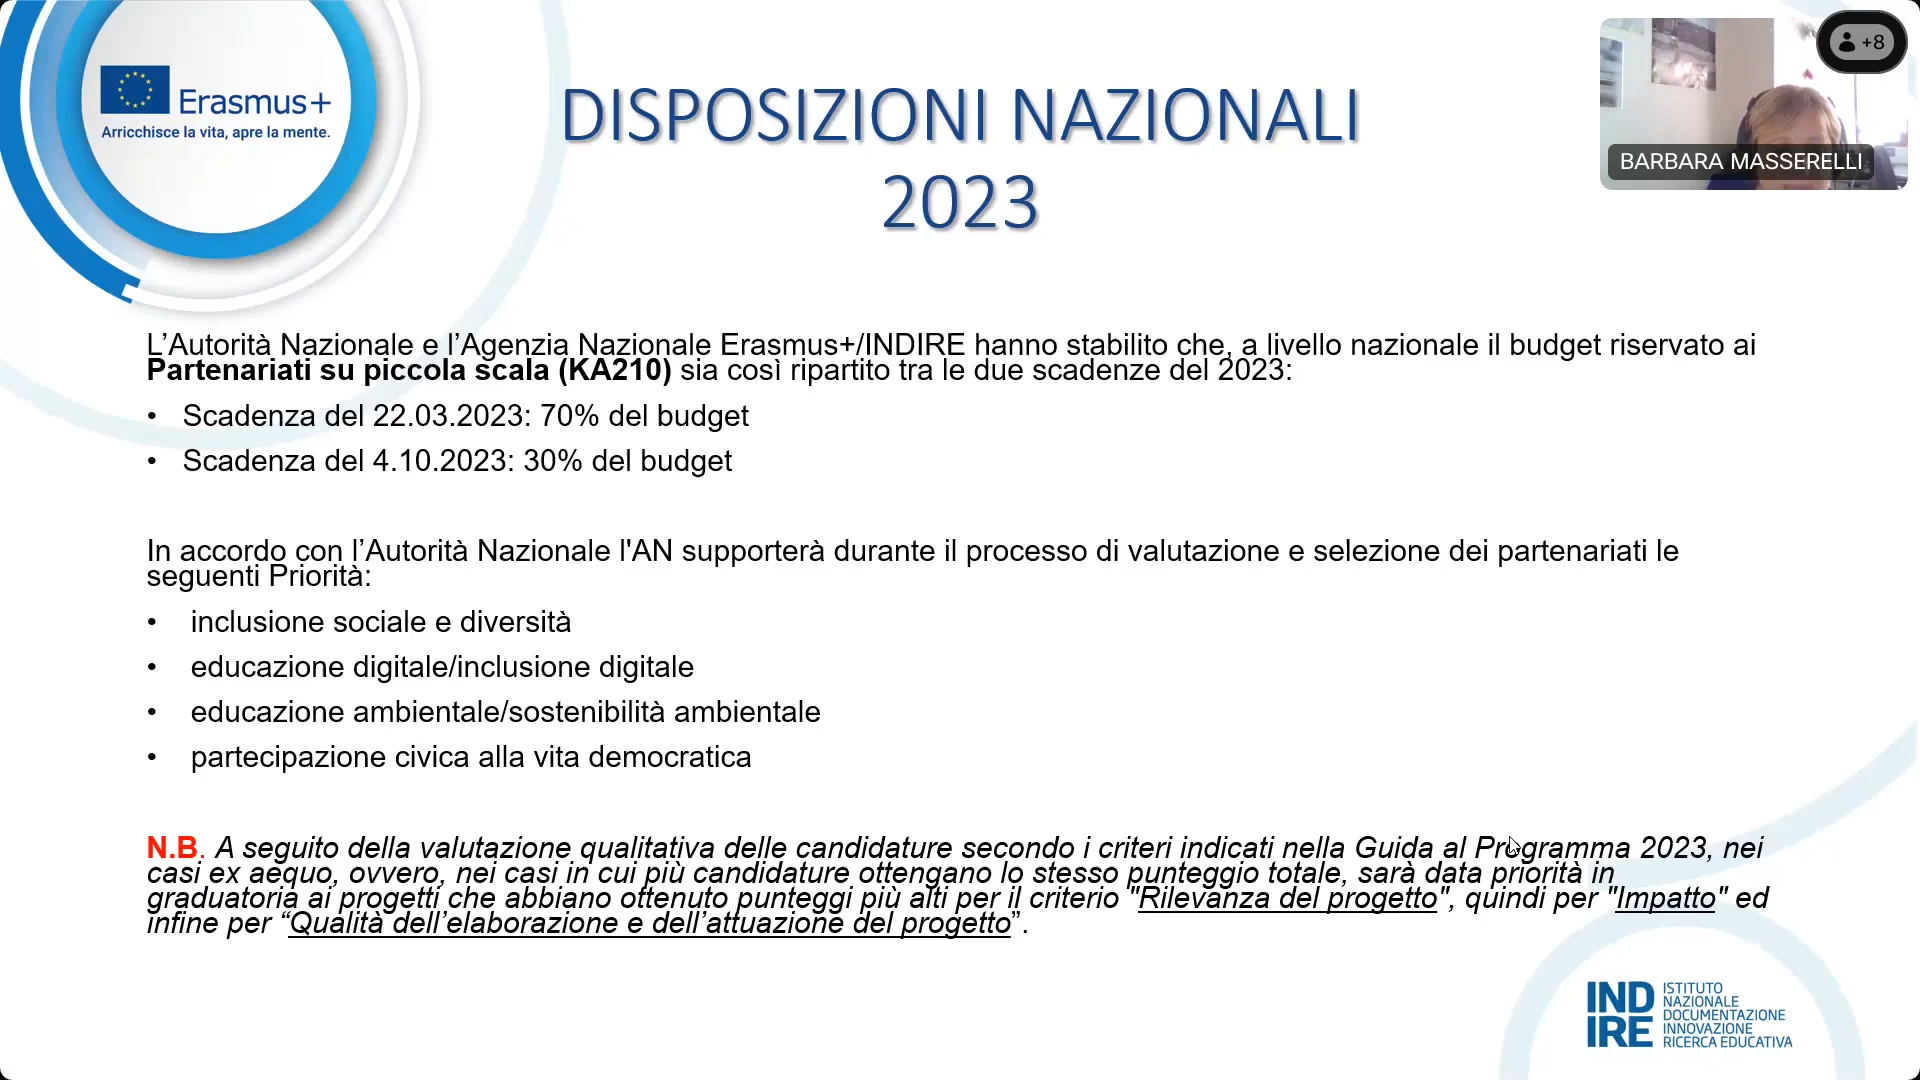 Erasmus+
Arricchisce la vita, apre la mente.
DISPOSIZIONI NAZIONALI
2023
+8
BARBARA MASSERELLI
L’Autorità Nazionale e l’Agenzia Nazionale Erasmus+/INDIRE hanno stabilito che, a livello nazionale il budget riservato ai
Partenariati su piccola scala (KA210) sia così ripartito tra le due scadenze del 2023:
• Scadenza del 22.03.2023: 70% del budget
• Scadenza del 4.10.2023: 30% del budget
In accordo con l’Autorità Nazionale l'AN supporterà durante il processo di valutazione e selezione dei partenariati le
seguenti Priorità:
• inclusione sociale e diversità
• educazione digitale/inclusione digitale
• educazione ambientale/sostenibilità ambientale
• partecipazione civica alla vita democratica
N.B. A seguito della valutazione qualitativa delle candidature secondo i criteri indicati nella Guida al Programma 2023, nei
casi ex aequo, ovvero, nei casi in cui più candidature ottengano lo stesso punteggio totale, sarà data priorità in
graduatoria ai progetti che abbiano ottenuto punteggi più alti per il criterio "Rilevanza del progetto", quindi per "Impatto" ed
infine per “Qualità dell’elaborazione e dell’attuazione del progetto”.
IND
IRE
ISTITUTO
NAZIONALE
DOCUMENTAZIONE
INNOVAZIONE
RICERCA EDUCATIVA